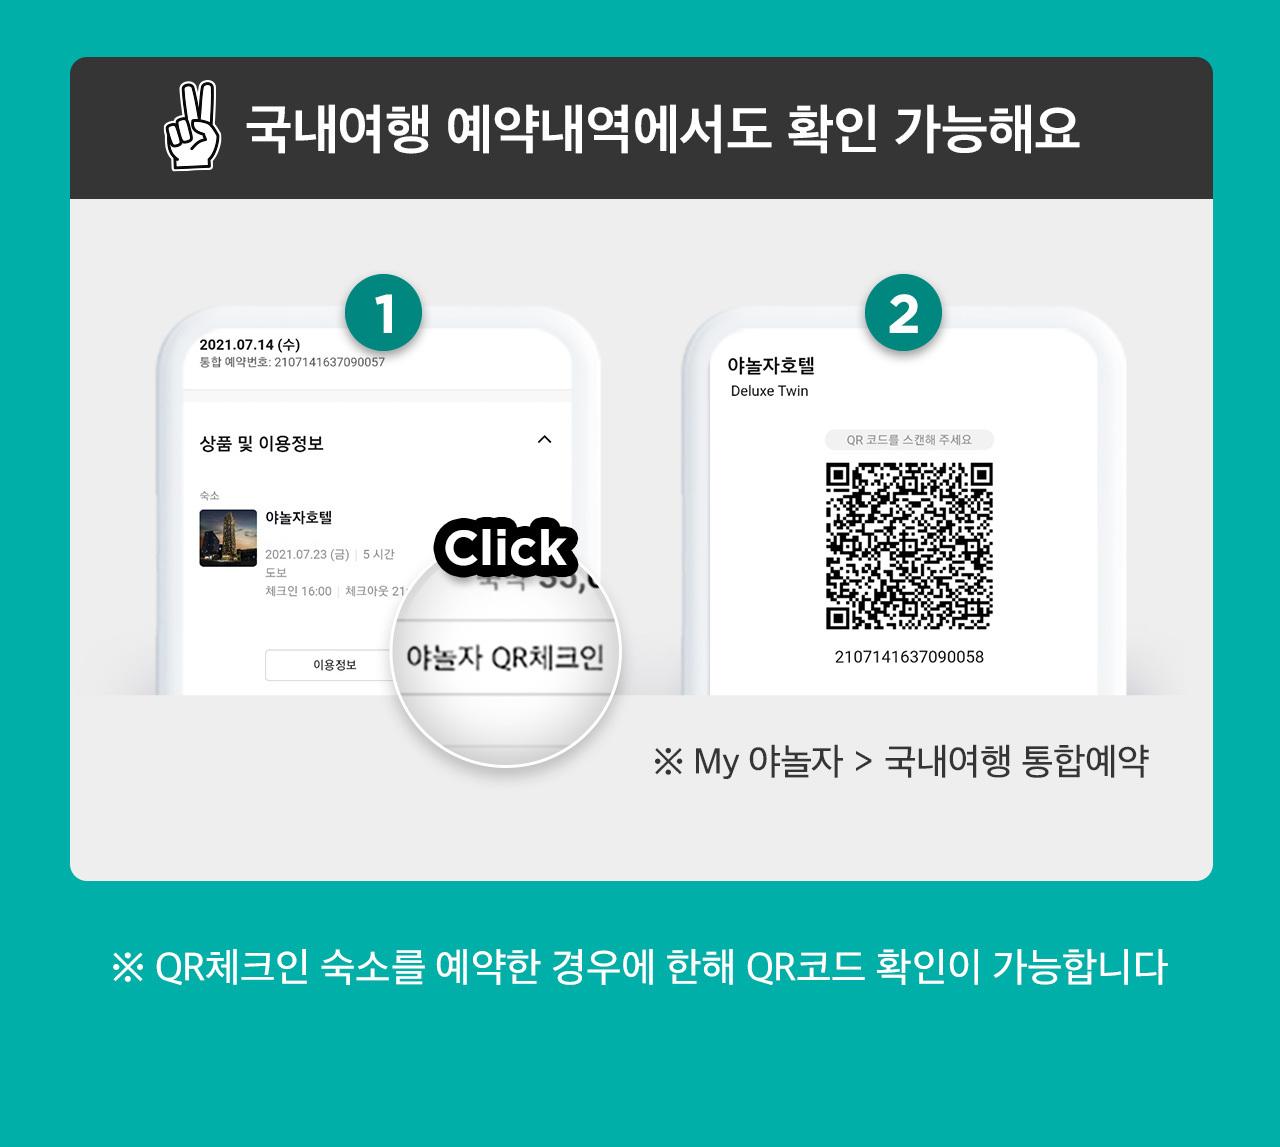 국내여행 예약내역에서도 확인 가능해요
1
2021.07.14 (수)
통합 예약번호: 2107141637090057
상품 및 이용정보
숙소
야놀자호텔
2021.07.23 (금) | 5 시간
도보
체크인 16:00 | 체크아웃 21:
이용정보
Click
야놀자 QR체크인
2
야놀자호텔
Deluxe Twin
QR 코드를 스캔해 주세요
2107141637090058
※ My 야놀자 > 국내여행 통합예약
※ QR체크인 숙소를 예약한 경우에 한해 QR코드 확인이 가능합니다